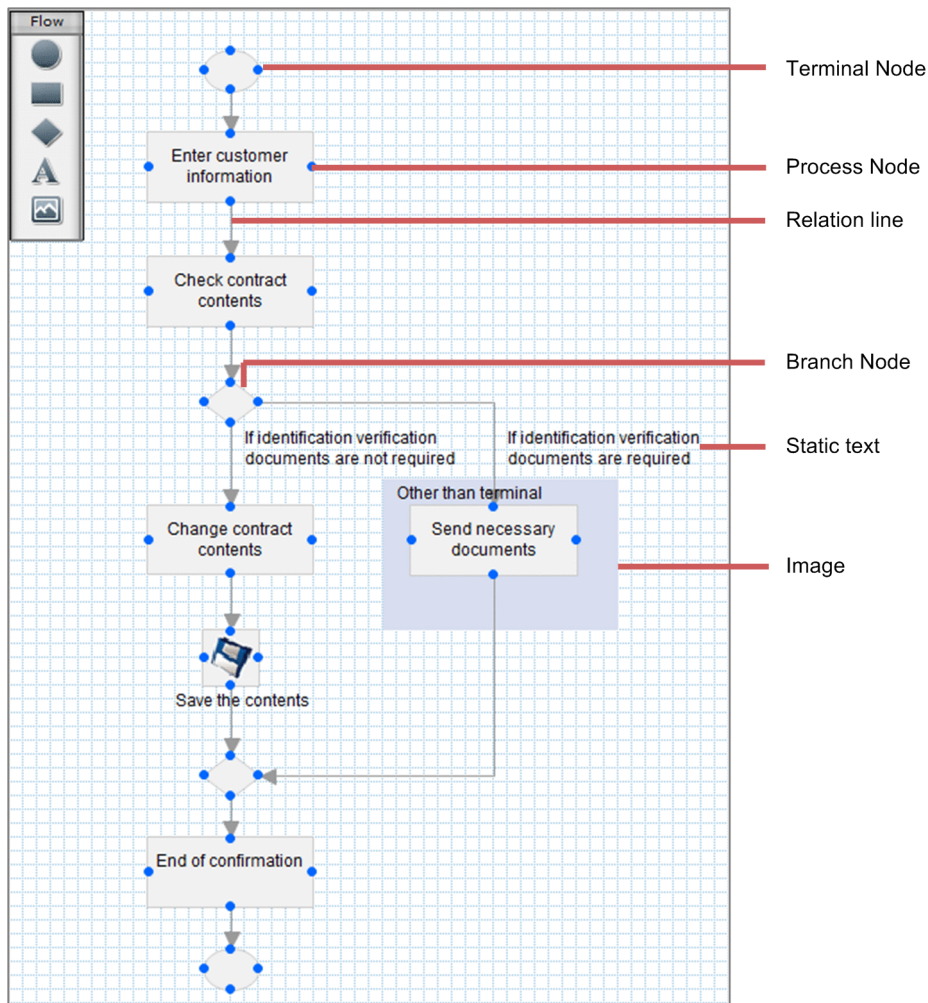 Flow
Terminal Node
Enter customer
information
Process Node
Relation line
Check contract
contents
Branch Node
If identification verification
documents are not required
If identification verification
documents are required
Static text
Other than terminal
Change contract
contents
Send necessary
documents
Image
Save the contents
End of confirmation